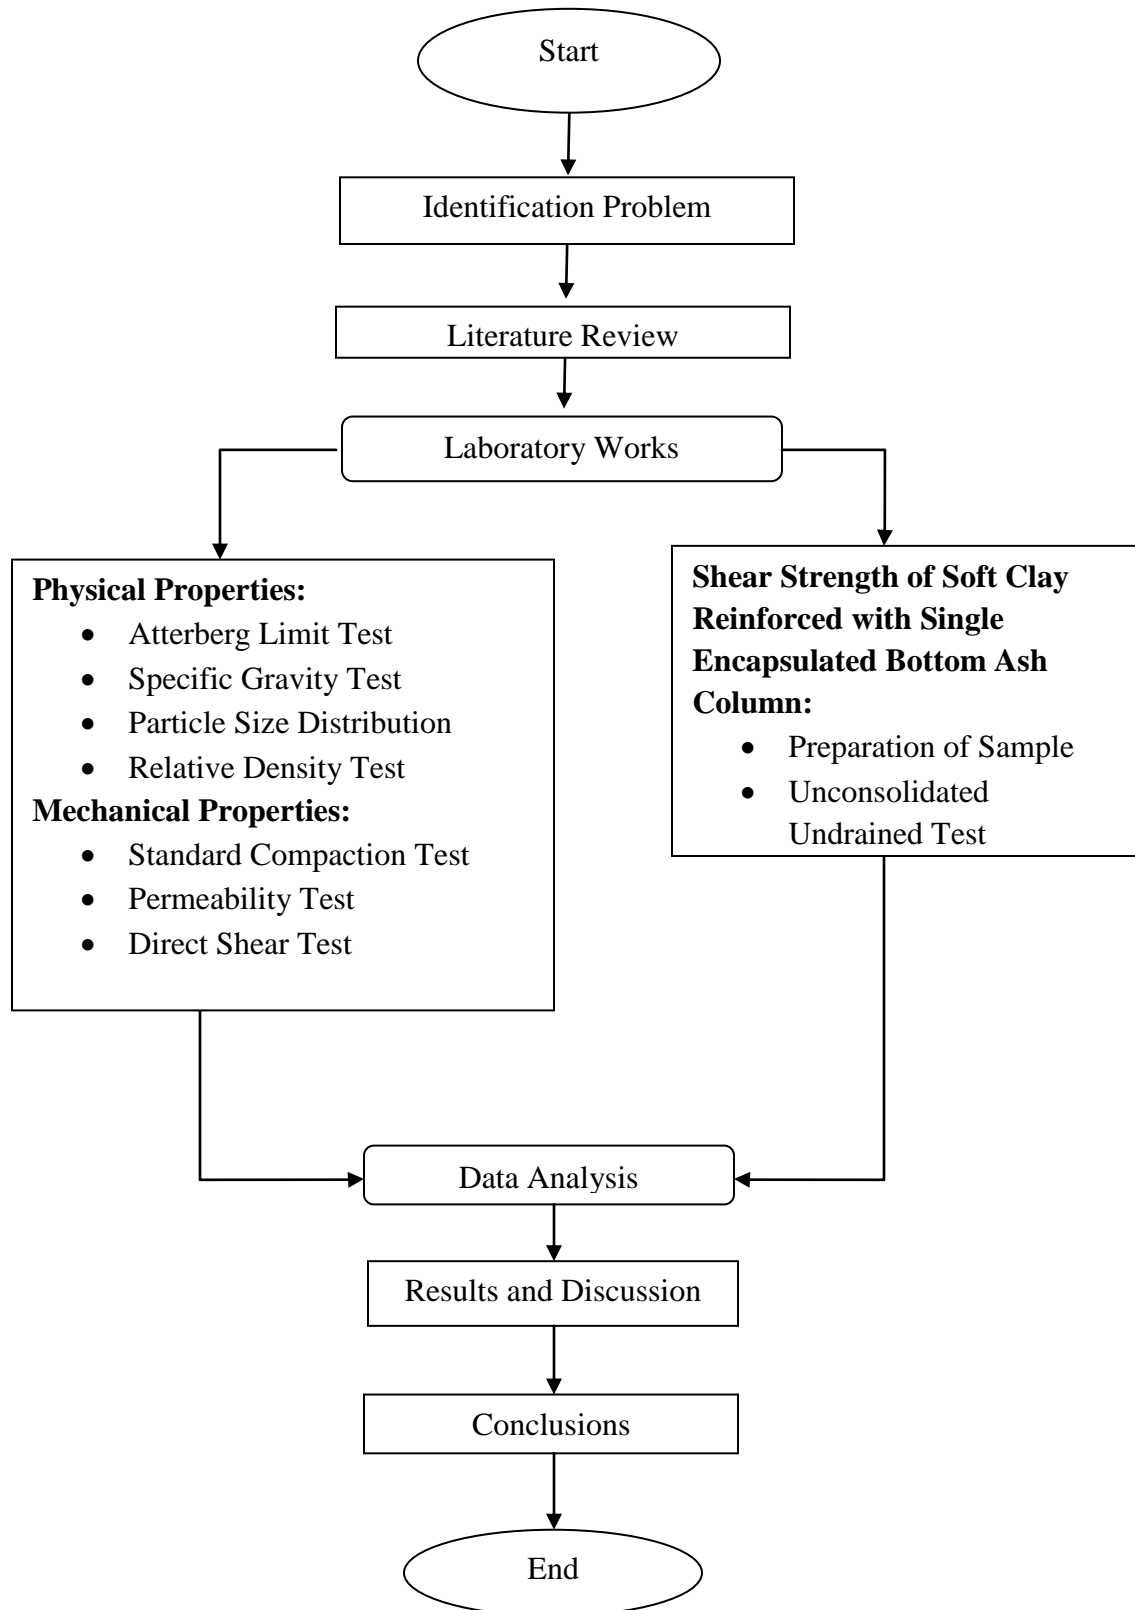 Start
Identification Problem
Literature Review
Laboratory Works
Physical Properties:
• Atterberg Limit Test
• Specific Gravity Test
• Particle Size Distribution
• Relative Density Test
Mechanical Properties:
• Standard Compaction Test
• Permeability Test
• Direct Shear Test
Shear Strength of Soft Clay
Reinforced with Single
Encapsulated Bottom Ash
Column:
• Preparation of Sample
• Unconsolidated
Undrained Test
Data Analysis
Results and Discussion
Conclusions
End